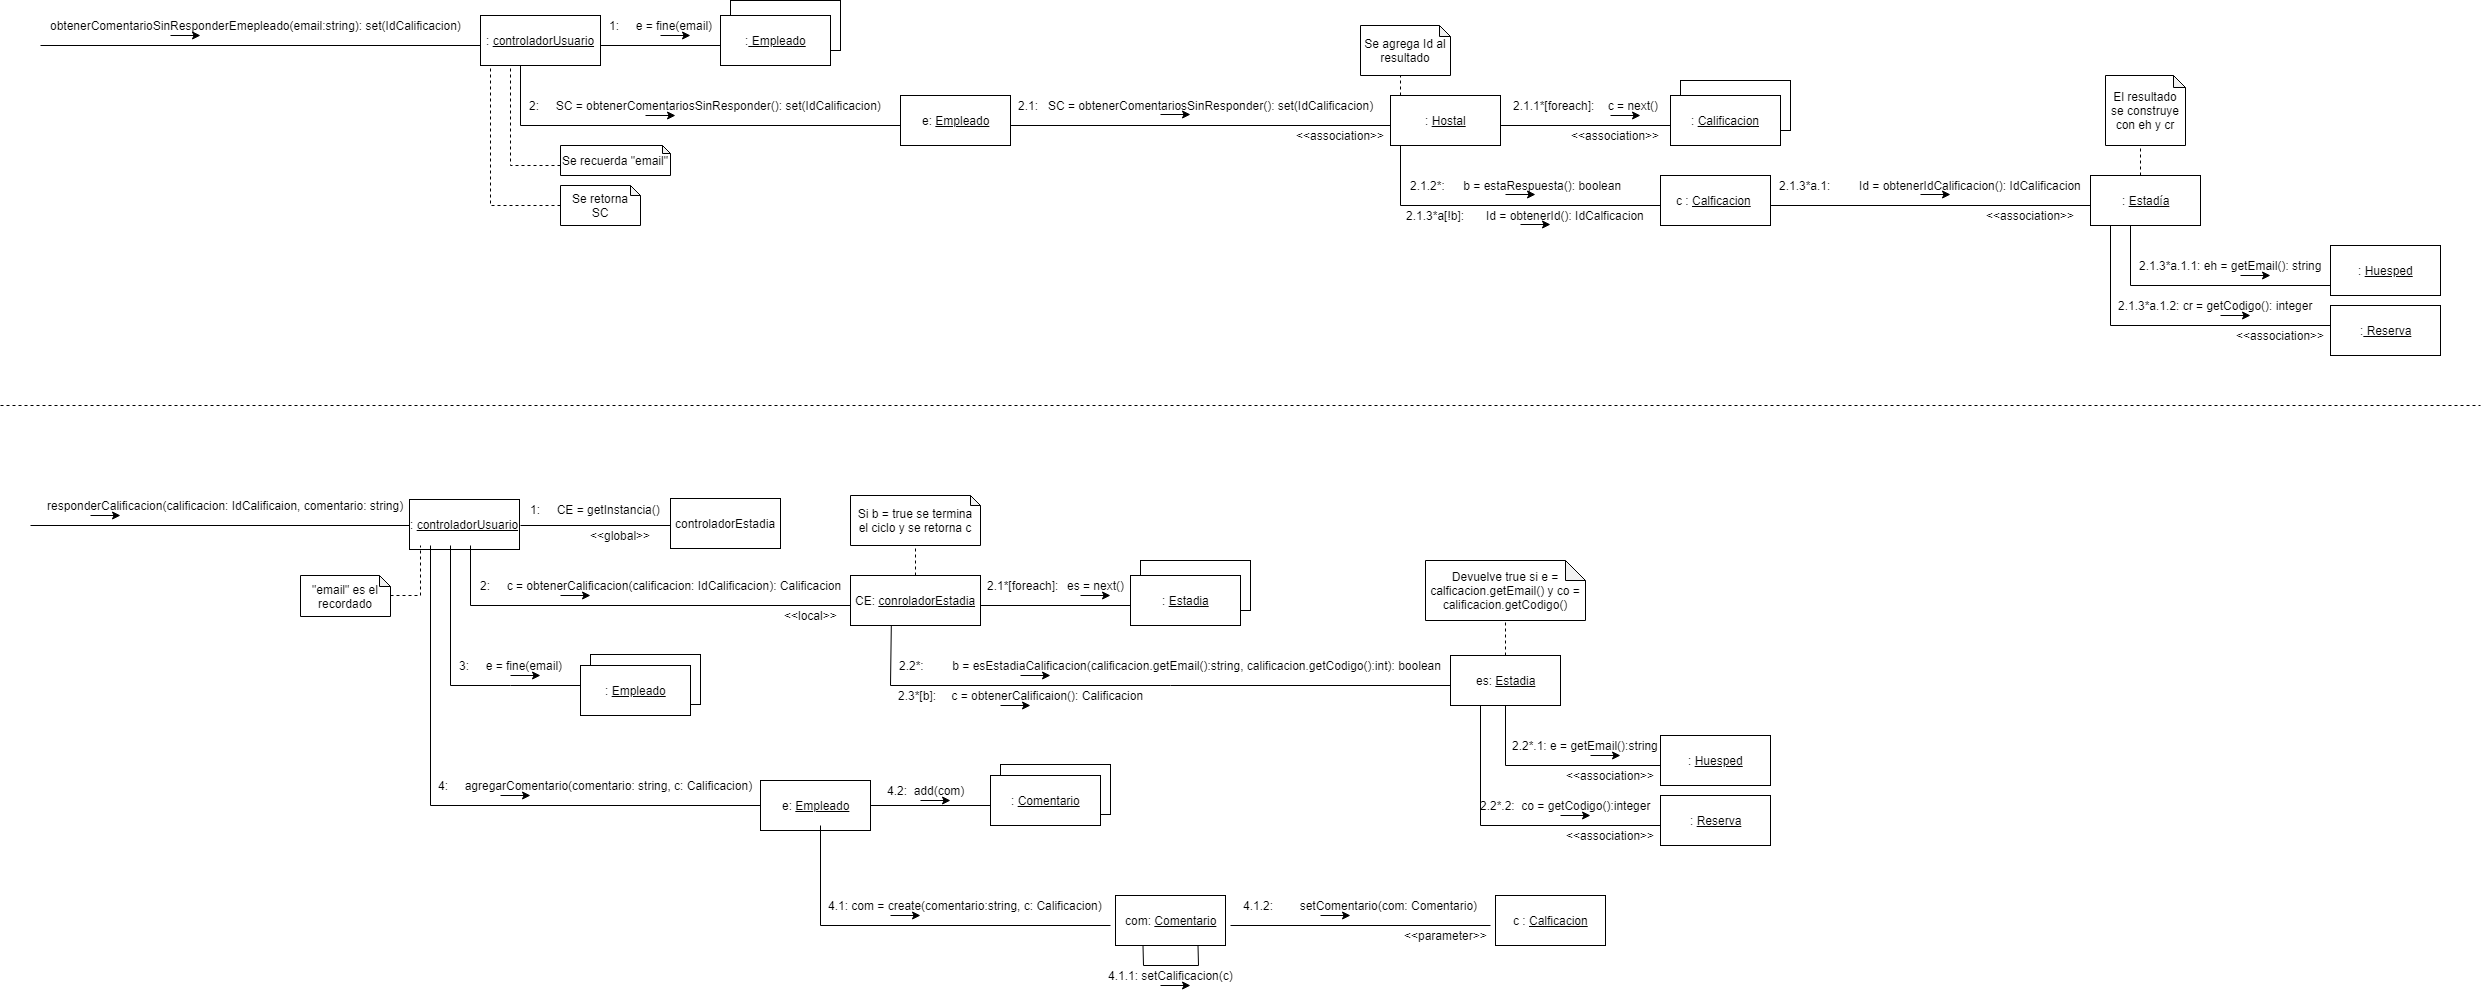 obtenerComentarioSinResponderEmepleado(email:string): set(IdCalificacion)
: controladorUsuario
1: e = fine(email)
: Empleado
2: SC = obtenerComentariosSinResponder(): set(IdCalificacion)
e: Empleado
2.1: SC = obtenerComentariosSinResponder(): set(IdCalificacion)
<<association>>
Se agrega Id al
resultado
: Hostal
2.1.1*[foreach]: c = next()
<<association>>
: Calificacion
El resultado
se construye
con eh y cr
Se recuerda "email"
Se retorna
SC
2.1.2*: b = estaRespuesta(): boolean
2.1.3*a[!b]: Id = obtenerId(): IdCalficacion
c : Calficacion
2.1.3*a.1: Id = obtenerIdCalificacion(): IdCalificacion
<<association>>
: Estadía
2.1.3*a.1.1: eh = getEmail(): string
: Huesped
2.1.3*a.1.2: cr = getCodigo(): integer
<<association>>
: Reserva
responderCalificacion(calificacion: IdCalificaion, comentario: string)
: controladorUsuario
1: CE = getInstancia()
<<global>>
controladorEstadia
Si b = true se termina
el ciclo y se retorna c
"email" es el
recordado
2: c = obtenerCalificacion(calificacion: IdCalificacion): Calificacion
<<local>>
CE: conroladorEstadia
2.1*[foreach]: es = next()
: Estadia
Devuelve true si e =
calficacion.getEmail() y co =
calificacion.getCodigo()
3: e = fine(email)
: Empleado
2.2*: b = esEstadiaCalificacion(calificacion.getEmail():string, calificacion.getCodigo():int): boolean
2.3*[b]: c = obtenerCalificaion(): Calificacion
es: Estadia
2.2*.1: e = getEmail():string
<<association>>
: Huesped
2.2*.2: co = getCodigo():integer
<<association>>
: Reserva
4: agregarComentario(comentario: string, c: Calificacion)
e: Empleado
4.2: add(com)
: Comentario
4.1: com = create(comentario:string, c: Calificacion)
com: Comentario
4.1.2: setComentario(com: Comentario)
<<parameter>>
c : Calficacion
4.1.1: setCalificacion(c)